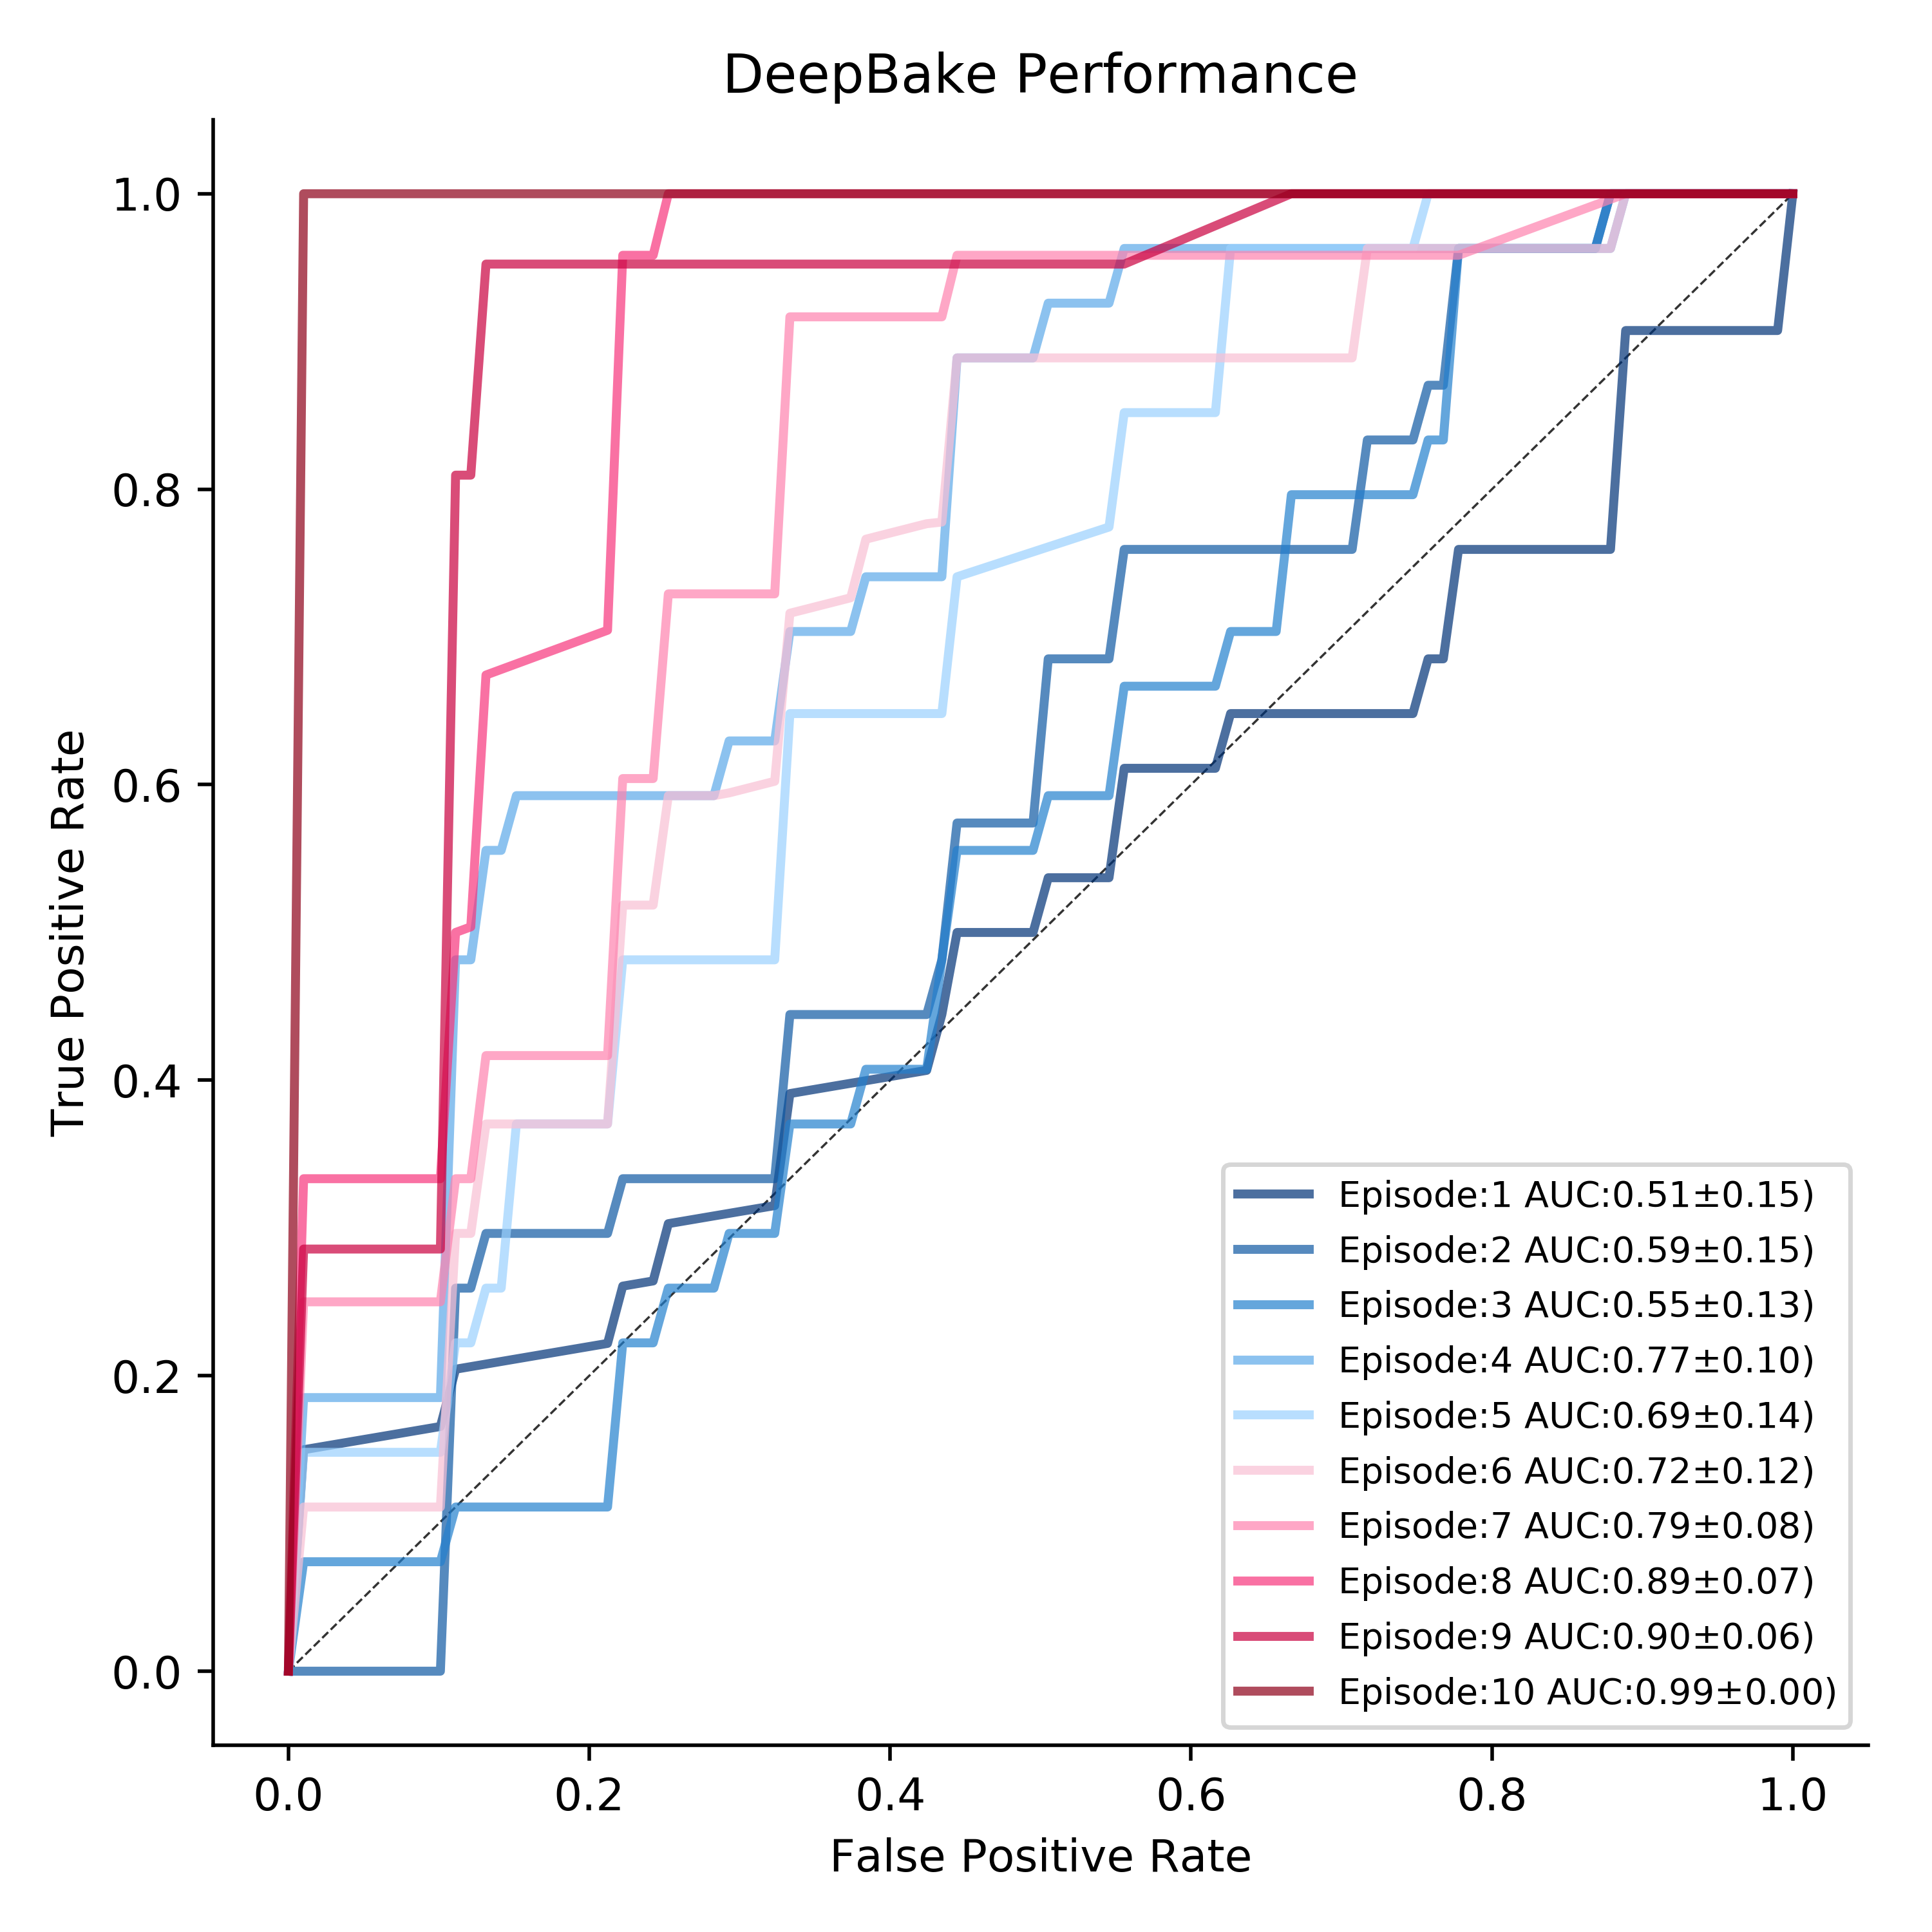 DeepBake Performance
True Positive Rate
1.0
0.8
0.6
0.4
0.2
0.0
Episode:1 AUC:0.51±0.15)
Episode:2 AUC:0.59±0.15)
Episode:3 AUC:0.55±0.13)
Episode:4 AUC:0.77±0.10)
Episode:5 AUC:0.69±0.14)
Episode:6 AUC:0.72±0.12)
Episode:7 AUC:0.79±0.08)
Episode:8 AUC:0.89±0.07)
Episode:9 AUC:0.90±0.06)
Episode:10 AUC:0.99±0.00)
0.0 0.2 0.4 0.6 0.8 1.0
False Positive Rate